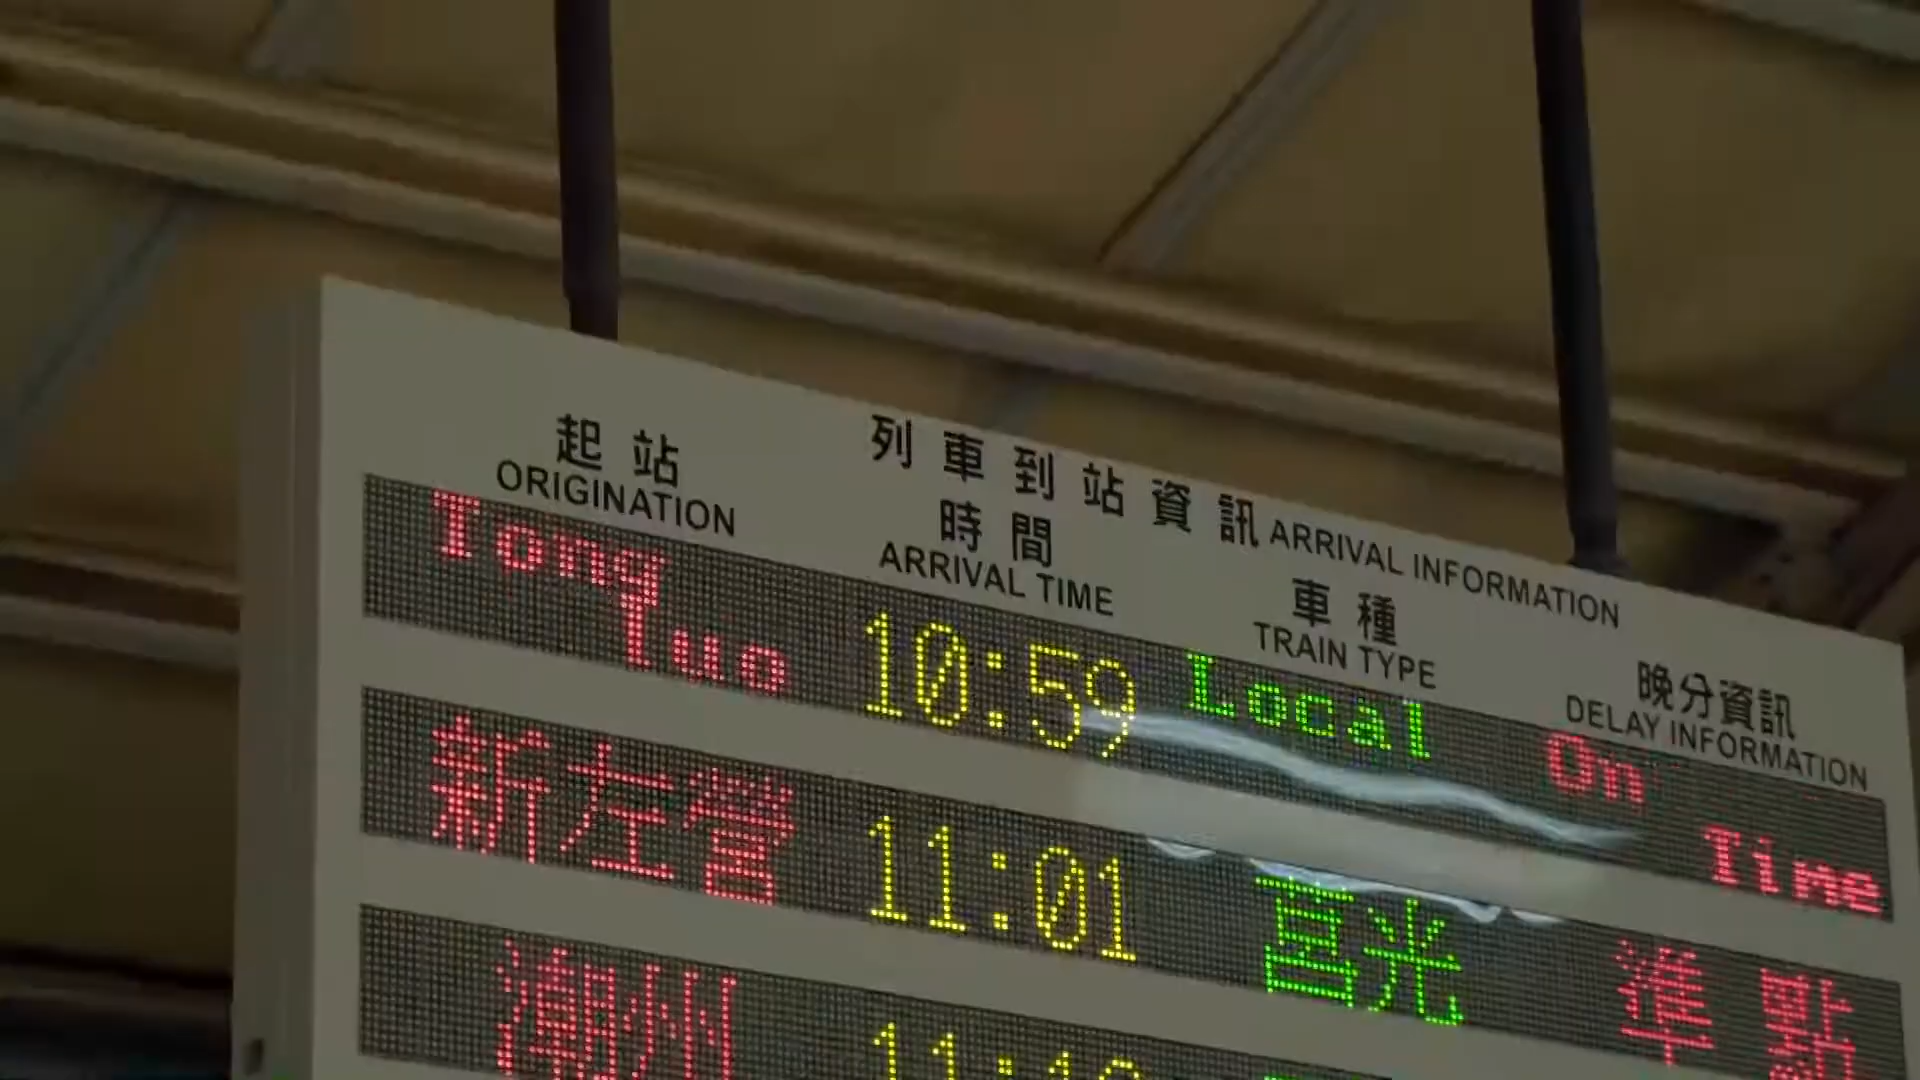 列車到站資訊 ARRIVAL INFORMATION
起站 時間 車種 晚分資訊
ORIGINATION ARRIVAL TIME TRAIN TYPE DELAY INFORMATION
Tong Yuo 10:59 Local On Time
新左營 11:01 莒光 準點
潮州